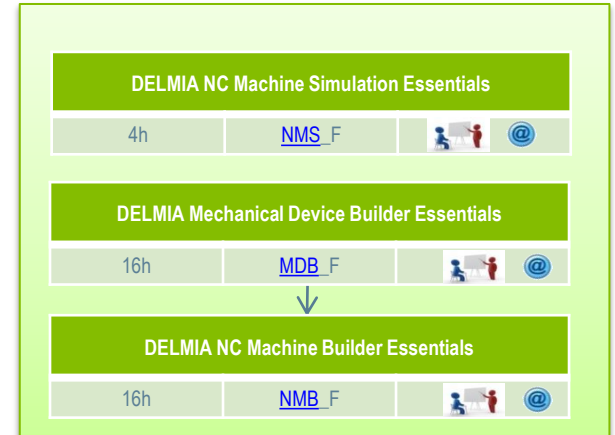 DELMIA NC Machine Simulation Essentials
4h NMS_F @
DELMIA Mechanical Device Builder Essentials
16h MDB_F @
DELMIA NC Machine Builder Essentials
16h NMB_F @